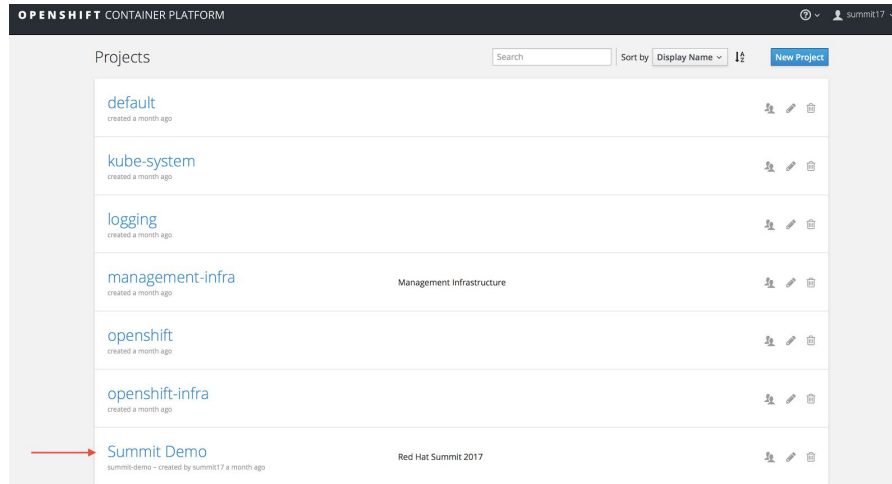 OPENSHIFT CONTAINER PLATFORM
summit17
Projects
Search
Sort by Display Name
New Project
default
created a month ago
kube-system
created a month ago
logging
created a month ago
management-infra
created a month ago
Management Infrastructure
openshift
created a month ago
openshift-infra
created a month ago
Summit Demo
summit-demo – created by summit17 a month ago
Red Hat Summit 2017